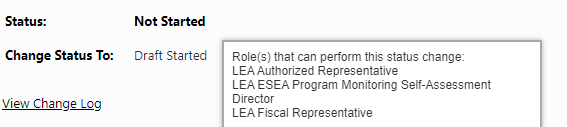 Status: Not Started
Change Status To: Draft Started
Role(s) that can perform this status change:
LEA Authorized Representative
LEA ESEA Program Monitoring Self-Assessment
Director
LEA Fiscal Representative
View Change Log